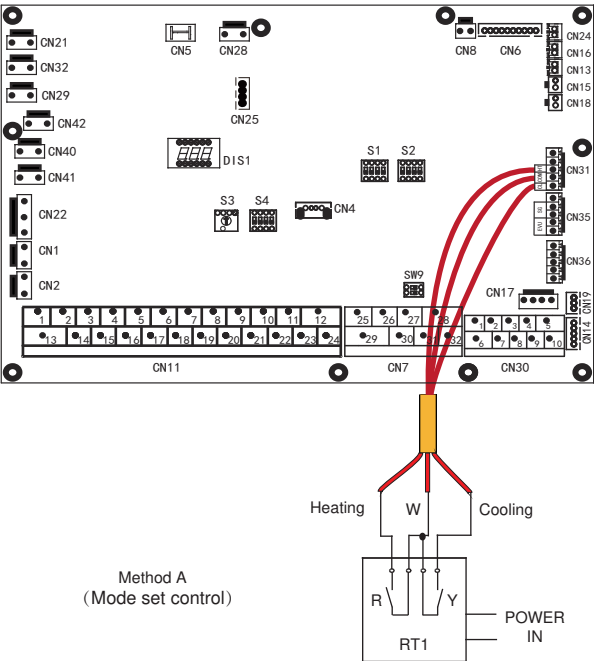 CN21
CN5
CN28
CN8
CN6
CN24
CN16
CN32
CN13
CN29
CN15
CN25
CN18
CN42
S1
S2
CN40
DIS1
CN31
CN41
S3
S4
CN4
CN22
SG
EVU
CN35
CN1
CN36
SW9
CN2
CN17
CN19
1 2 3 4 5 6 7 8 9 10 11 12
25 26 27 28
1 2 3 4 5
13 14 15 16 17 18 19 20 21 22 23 24
29 30 31 32
6 7 8 9 10
CN14
CN11
CN7
CN30
Heating
W
Cooling
Method A
(Mode set control)
R
Y
RT1
POWER
IN